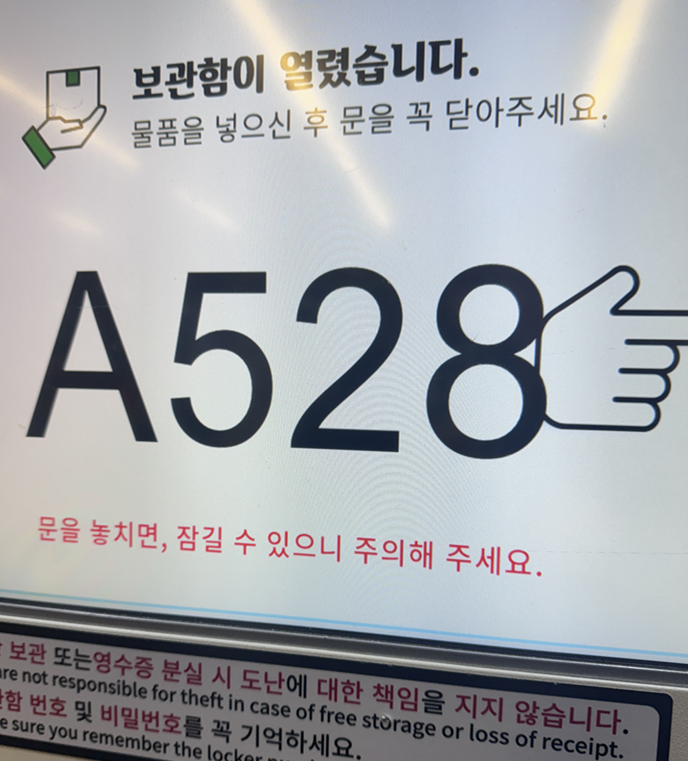 보관함이 열렸습니다.
물품을 넣으신 후 문을 꼭 닫아주세요.
A528
문을 놓치면, 잠길 수 있으니 주의해 주세요.
보관 또는영수증 분실 시 도난에 대한 책임을 지지 않습니다.
are not responsible for theft in case of free storage or loss of receipt.
번호 및 비밀번호를 꼭 기억하세요.
sure you remember the locker